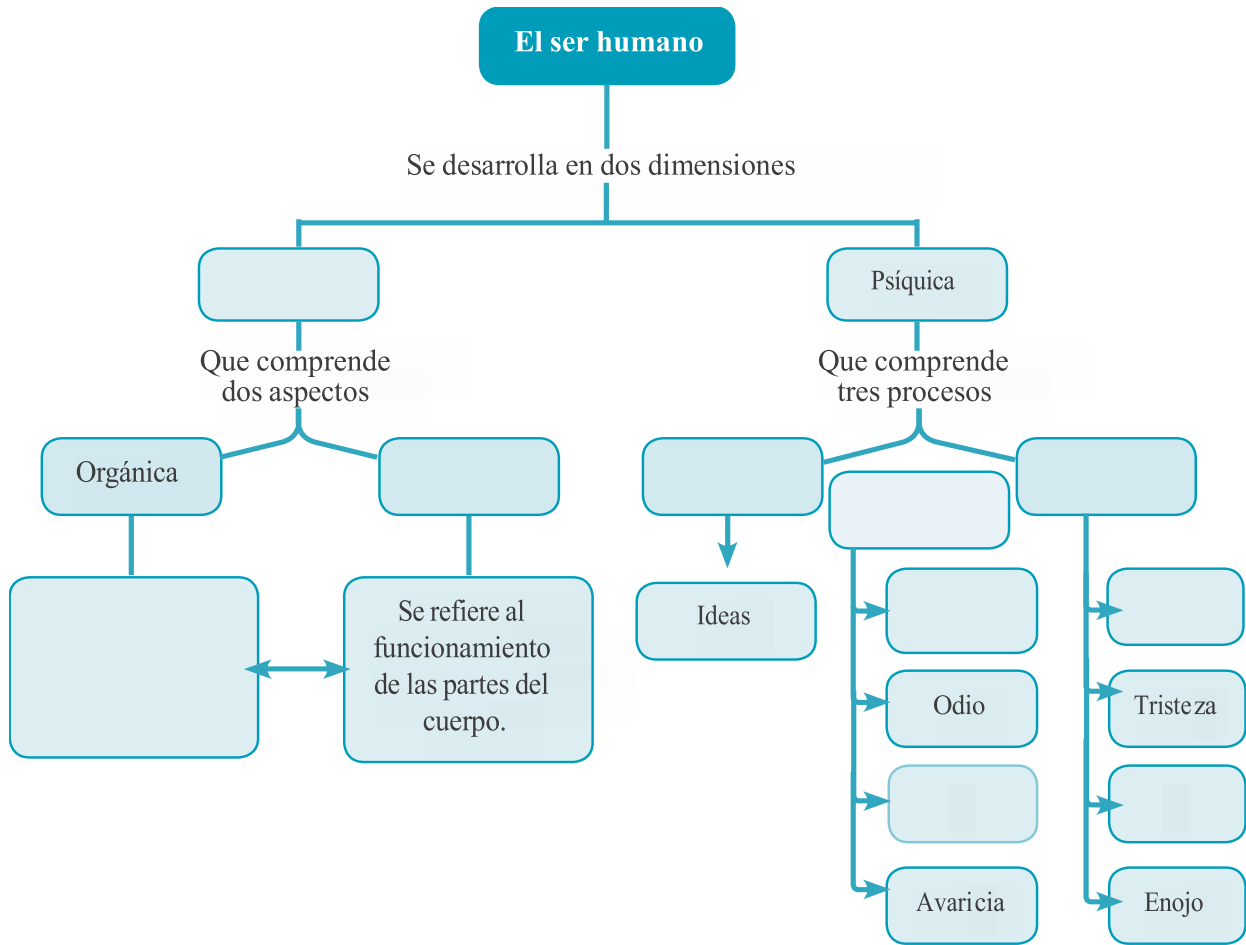 El ser humano
Se desarrolla en dos dimensiones
Psíquica
Que comprende
dos aspectos
Que comprende
tres procesos
Orgánica
Se refiere al
funcionamiento
de las partes del
cuerpo.
Ideas
Odio
Tristeza
Avaricia
Enojo